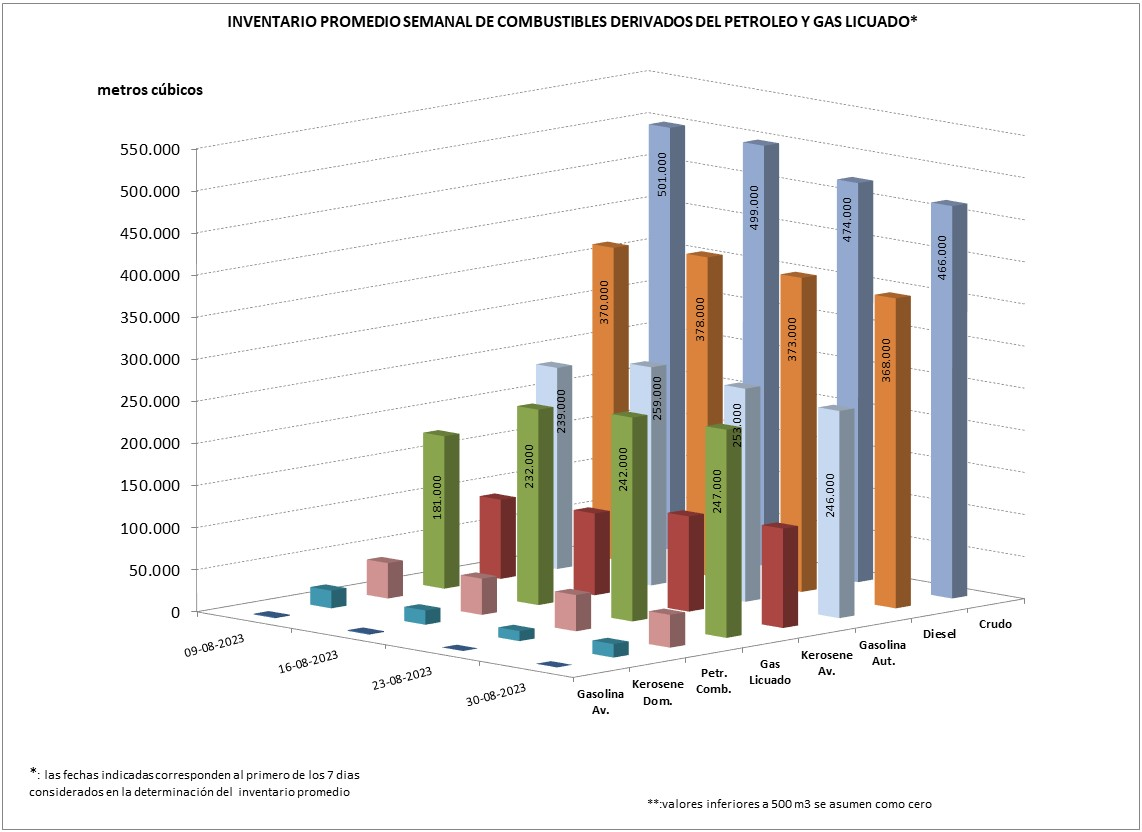 INVENTARIO PROMEDIO SEMANAL DE COMBUSTIBLES DERIVADOS DEL PETROLEO Y GAS LICUADO*
metros cúbicos
550.000
500.000
450.000
400.000
350.000
300.000
250.000
200.000
150.000
100.000
50.000
0
501.000
499.000
474.000
466.000
370.000
378.000
373.000
368.000
239.000
259.000
253.000
246.000
181.000
232.000
242.000
247.000
09-08-2023
16-08-2023
23-08-2023
30-08-2023
Gasolina
Av.
Kerosene
Dom.
Petr.
Comb.
Gas
Licuado
Kerosene
Av.
Gasolina
Aut.
Diesel
Crudo
*: las fechas indicadas corresponden al primero de los 7 dias
considerados en la determinación del inventario promedio
**:valores inferiores a 500 m3 se asumen como cero